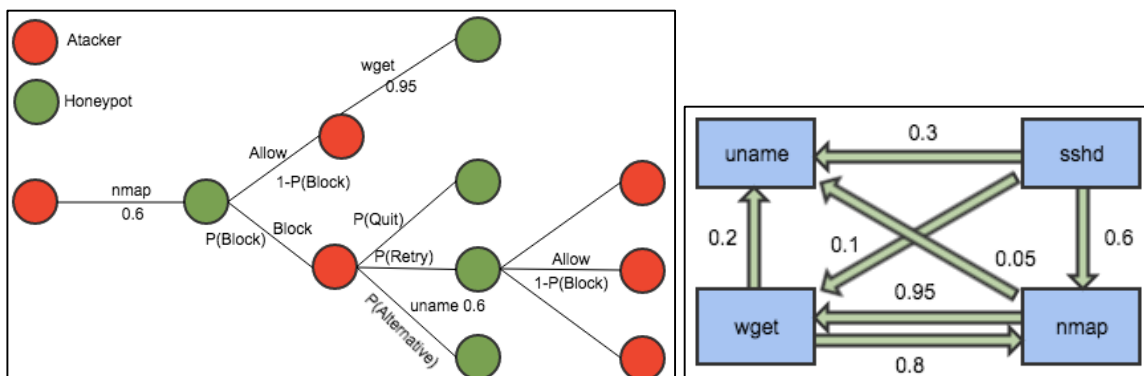 Atacker
Honeypot
wget
0.95
Allow
1-P(Block)
nmap
0.6
P(Block)
Block
P(Quit)
P(Retry)
uname 0.6
P(Alternative)
Allow
1-P(Block)
uname
0.3
sshd
0.2
0.1
0.05
0.6
0.95
wget
nmap
0.8